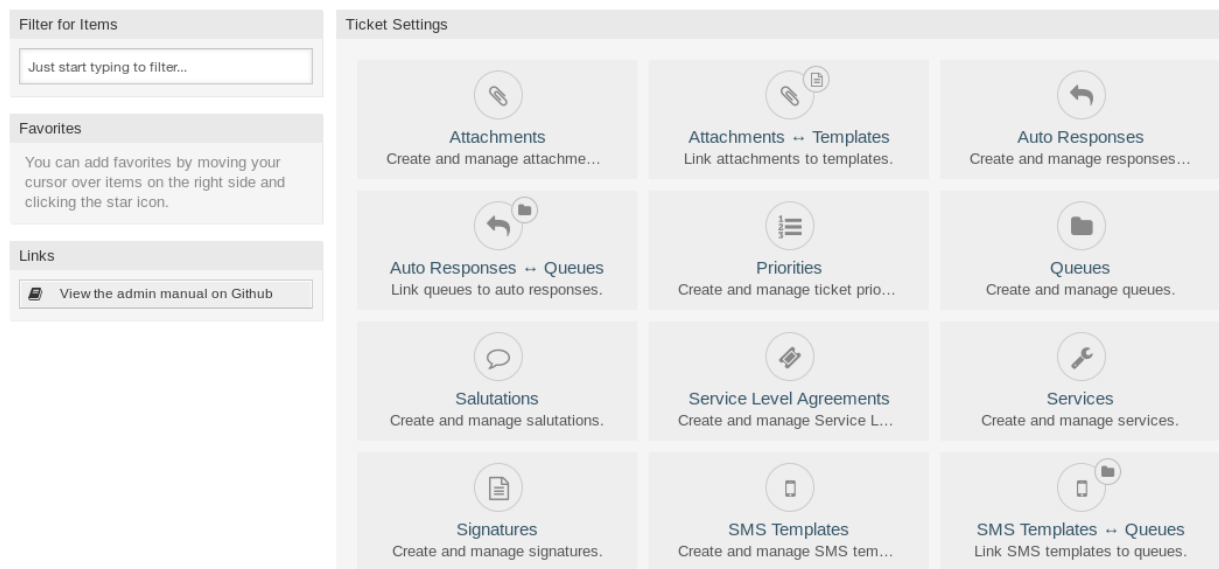 Filter for Items
Just start typing to filter...
Favorites
You can add favorites by moving your
cursor over items on the right side and
clicking the star icon.
Links
View the admin manual on Github
Ticket Settings
Attachments
Create and manage attachme…
Attachments ↔ Templates
Link attachments to templates.
Auto Responses
Create and manage responses…
Auto Responses ↔ Queues
Link queues to auto responses.
1
2
3
Priorities
Create and manage ticket prio…
Queues
Create and manage queues.
Salutations
Create and manage salutations.
Service Level Agreements
Create and manage Service L…
Services
Create and manage services.
Signatures
Create and manage signatures.
SMS Templates
Create and manage SMS tem…
SMS Templates ↔ Queues
Link SMS templates to queues.